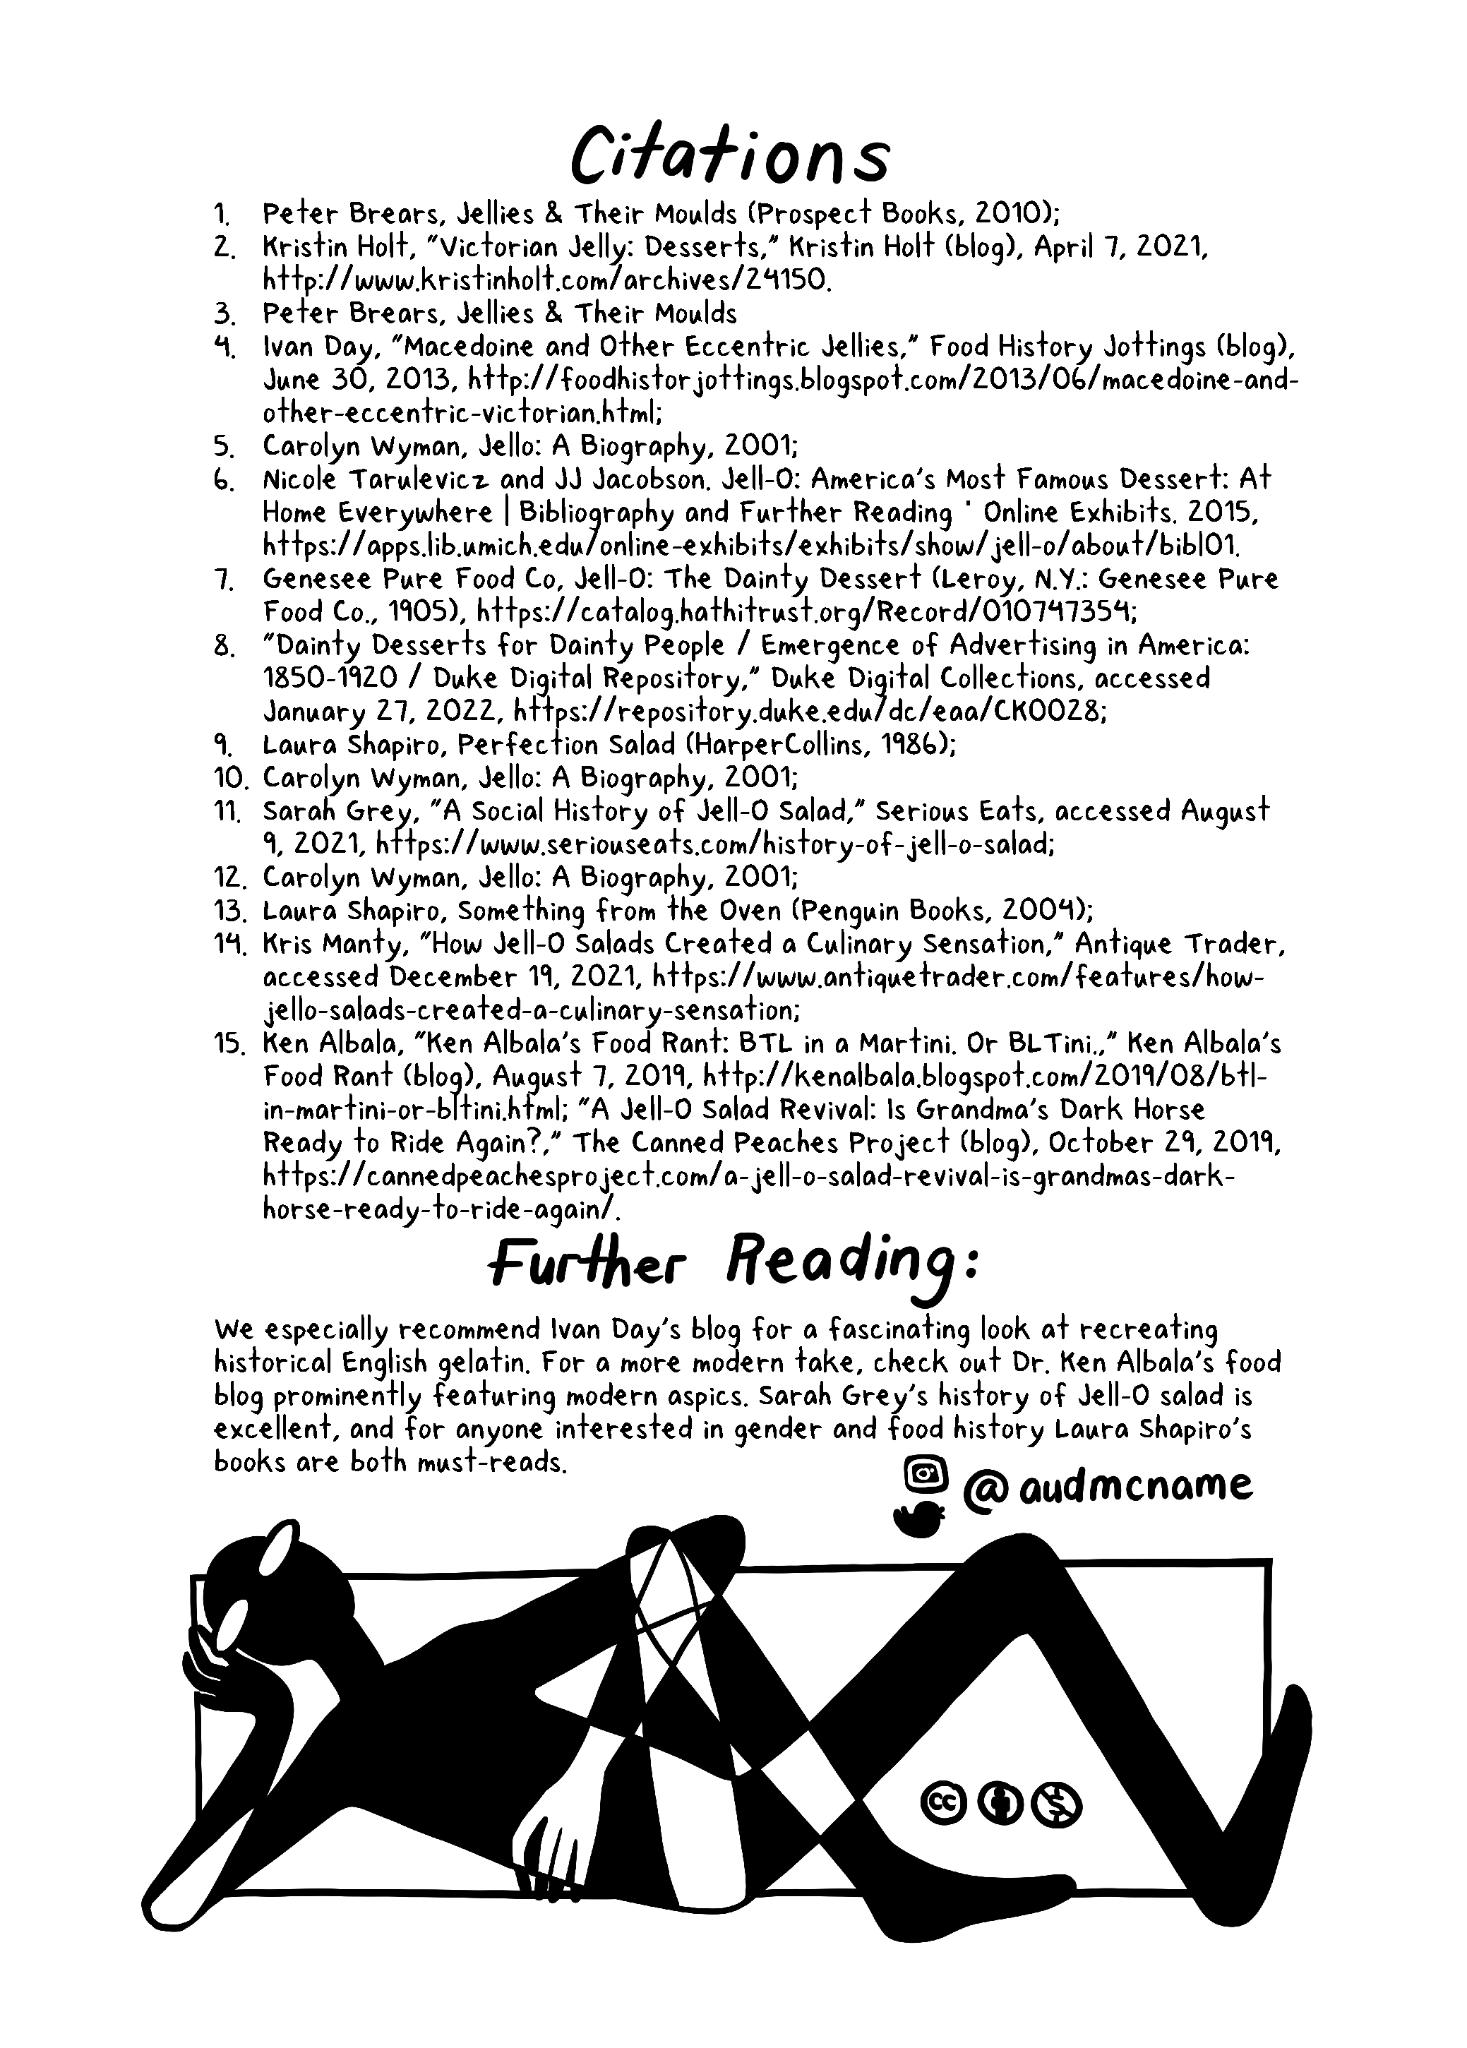 Citations
1. Peter Brears, Jellies & Their Moulds (Prospect Books, 2010);
2. Kristin Holt, "Victorian Jelly: Desserts," Kristin Holt (blog), April 7, 2021,
http://www.kristinholt.com/archives/24150.
3. Peter Brears, Jellies & Their Moulds
4. Ivan Day, "Macedoine and Other Eccentric Jellies," Food History Jottings (blog),
June 30, 2013, http://foodhistorjottings.blogspot.com/2013/06/macedoine-and-
other-eccentric-victorian.html;
5. Carolyn Wyman, Jello: A Biography, 2001;
6. Nicole Tarulevicz and JJ Jacobson. Jell-O: America's Most Famous Dessert: At
Home Everywhere | Bibliography and Further Reading · Online Exhibits. 2015,
https://apps.lib.umich.edu/online-exhibits/exhibits/show/jell-o/about/bibl01.
7. Genesee Pure Food Co, Jell-O: The Dainty Dessert (Leroy, N.Y.: Genesee Pure
Food Co., 1905), https://catalog.hathitrust.org/Record/010747354;
8. "Dainty Desserts for Dainty People / Emergence of Advertising in America:
1850-1920 / Duke Digital Repository," Duke Digital Collections, accessed
January 27, 2022, https://repository.duke.edu/dc/eaa/CK0028;
9. Laura Shapiro, Perfection Salad (HarperCollins, 1986);
10. Carolyn Wyman, Jello: A Biography, 2001;
11. Sarah Grey, "A Social History of Jell-O Salad," Serious Eats, accessed August
9, 2021, https://www.seriouseats.com/history-of-jell-o-salad;
12. Carolyn Wyman, Jello: A Biography, 2001;
13. Laura Shapiro, Something from the Oven (Penguin Books, 2004);
14. Kris Manty, "How Jell-O Salads Created a Culinary Sensation," Antique Trader,
accessed December 19, 2021, https://www.antiquetrader.com/features/how-
jello-salads-created-a-culinary-sensation;
15. Ken Albala, "Ken Albala's Food Rant: BTL in a Martini. Or BLTini.," Ken Albala's
Food Rant (blog), August 7, 2019, http://kenalbala.blogspot.com/2019/08/btl-
in-martini-or-bltini.html; "A Jell-O Salad Revival: Is Grandma's Dark Horse
Ready to Ride Again?," The Canned Peaches Project (blog), October 29, 2019,
https://cannedpeachesproject.com/a-jell-o-salad-revival-is-grandmas-dark-
horse-ready-to-ride-again/.
Further Reading:
We especially recommend Ivan Day's blog for a fascinating look at recreating
historical English gelatin. For a more modern take, check out Dr. Ken Albala's food
blog prominently featuring modern aspics. Sarah Grey's history of Jell-O salad is
excellent, and for anyone interested in gender and food history Laura Shapiro's
books are both must-reads.
@audmcname
cc